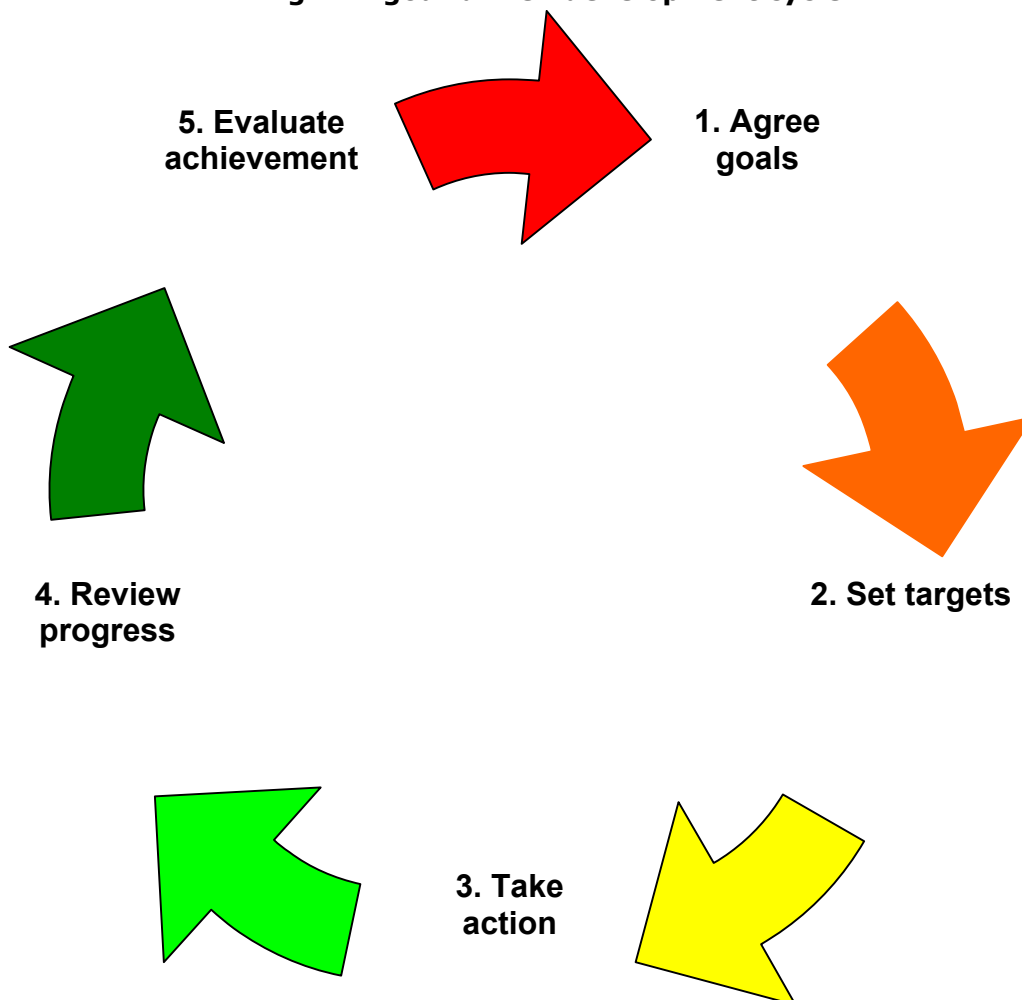 1. Agree
goals
2. Set targets
3. Take
action
4. Review
progress
5. Evaluate
achievement